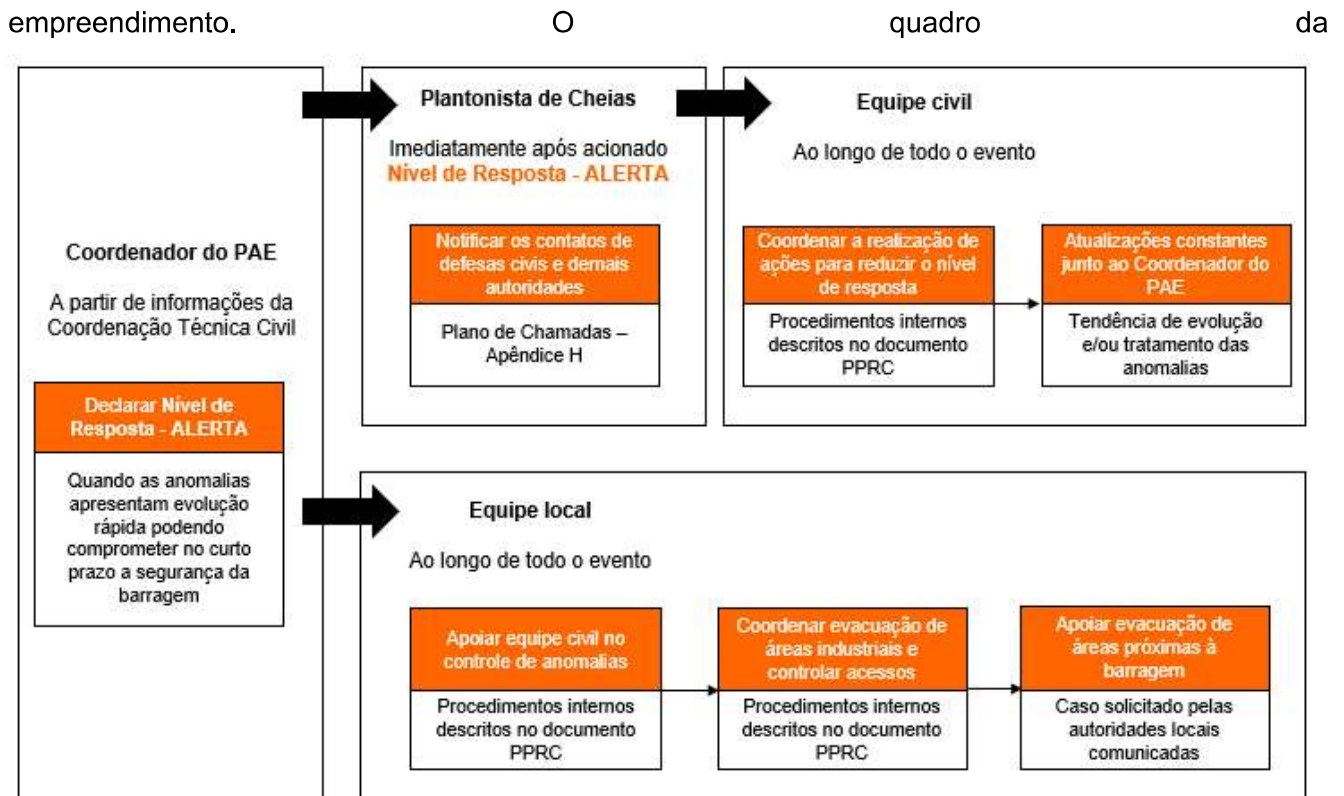 empreendimento. O quadro da
Coordenador do PAE
A partir de informações da
Coordenação Técnica Civil
Declarar Nível de
Resposta - ALERTA
Quando as anomalias
apresentam evolução
rápida podendo
comprometer no curto
prazo a segurança da
barragem
Plantonista de Cheias
Imediatamente após acionado
Nível de Resposta - ALERTA
Notificar os contatos de
defesas civis e demais
autoridades
Plano de Chamadas –
Apêndice H
Equipe civil
Ao longo de todo o evento
Coordenar a realização de
ações para reduzir o nível
de resposta
Procedimentos internos
descritos no documento
PPRC
Atualizações constantes
junto ao Coordenador do
PAE
Tendência de evolução
e/ou tratamento das
anomalias
Equipe local
Ao longo de todo o evento
Apoiar equipe civil no
controle de anomalias
Procedimentos internos
descritos no documento
PPRC
Coordenar evacuação de
áreas industriais e
controlar acessos
Procedimentos internos
descritos no documento
PPRC
Apoiar evacuação de
áreas próximas à
barragem
Caso solicitado pelas
autoridades locais
comunicadas